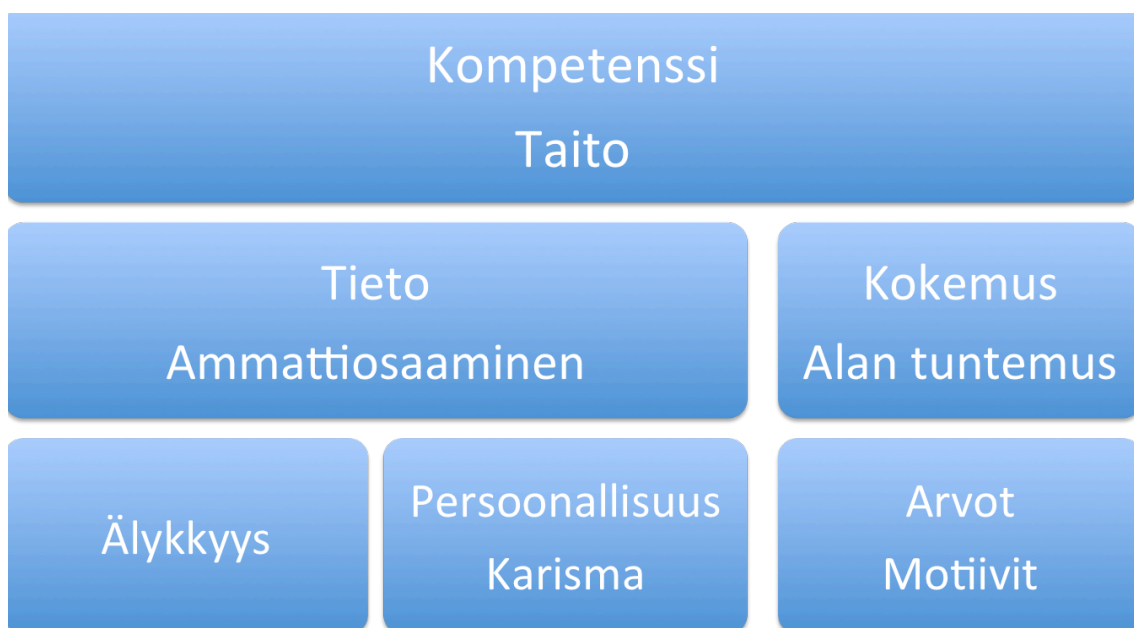 Kompetenssi
Taito
Tieto
Ammattiosaaminen
Kokemus
Alan tuntemus
Älykkyys
Persoonallisuus
Karisma
Arvot
Motiivit